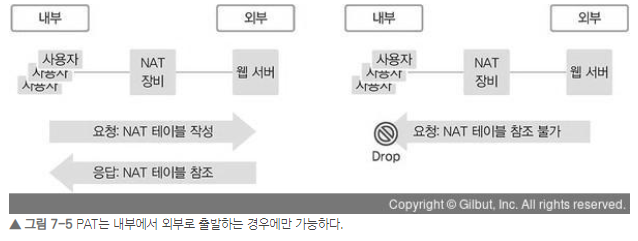 내부
외부
사용자
사용자
사용자
NAT
장비
웹 서버
요청: NAT 테이블 작성
응답: NAT 테이블 참조
내부
외부
사용자
사용자
사용자
NAT
장비
웹 서버
요청: NAT 테이블 참조 불가
Drop
Copyright © Gilbut, Inc. All rights reserved.
▲ 그림 7-5 PAT는 내부에서 외부로 출발하는 경우에만 가능하다.